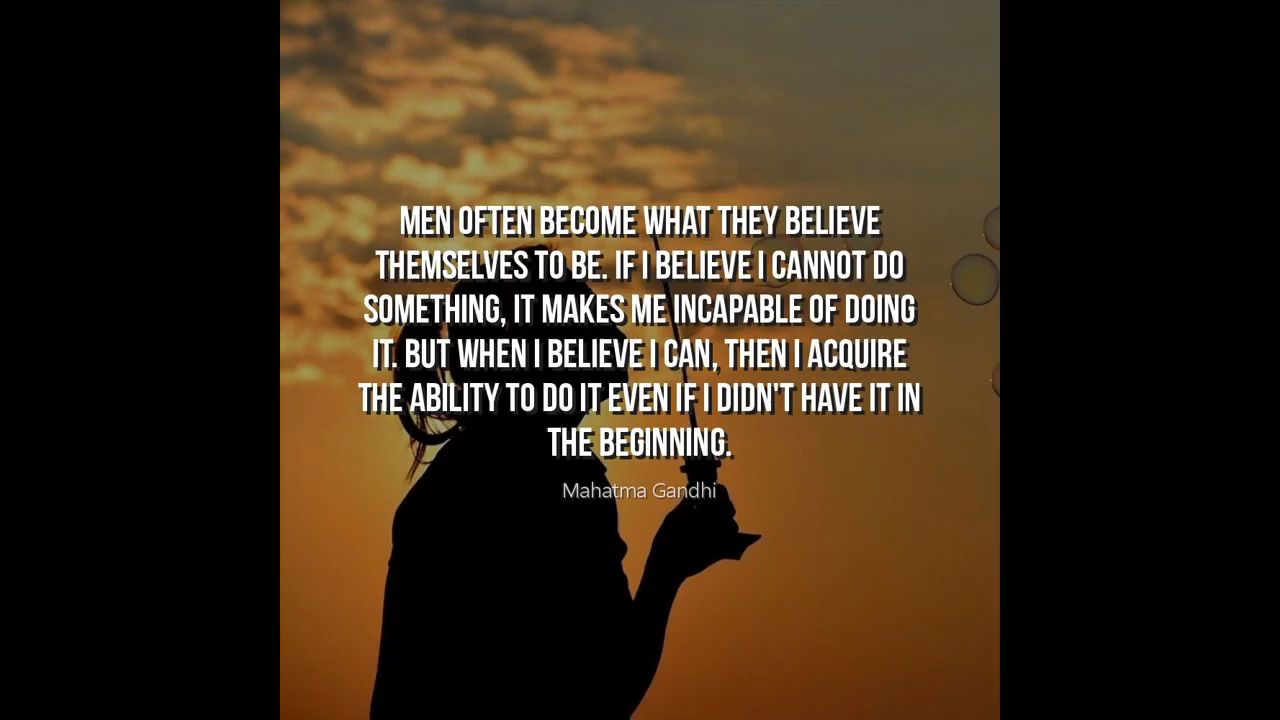 MEN OFTEN BECOME WHAT THEY BELIEVE
THEMSELVES TO BE. IF I BELIEVE I CANNOT DO
SOMETHING, IT MAKES ME INCAPABLE OF DOING
IT. BUT WHEN I BELIEVE I CAN, THEN I ACQUIRE
THE ABILITY TO DO IT EVEN IF I DIDN'T HAVE IT IN
THE BEGINNING.
Mahatma Gandhi